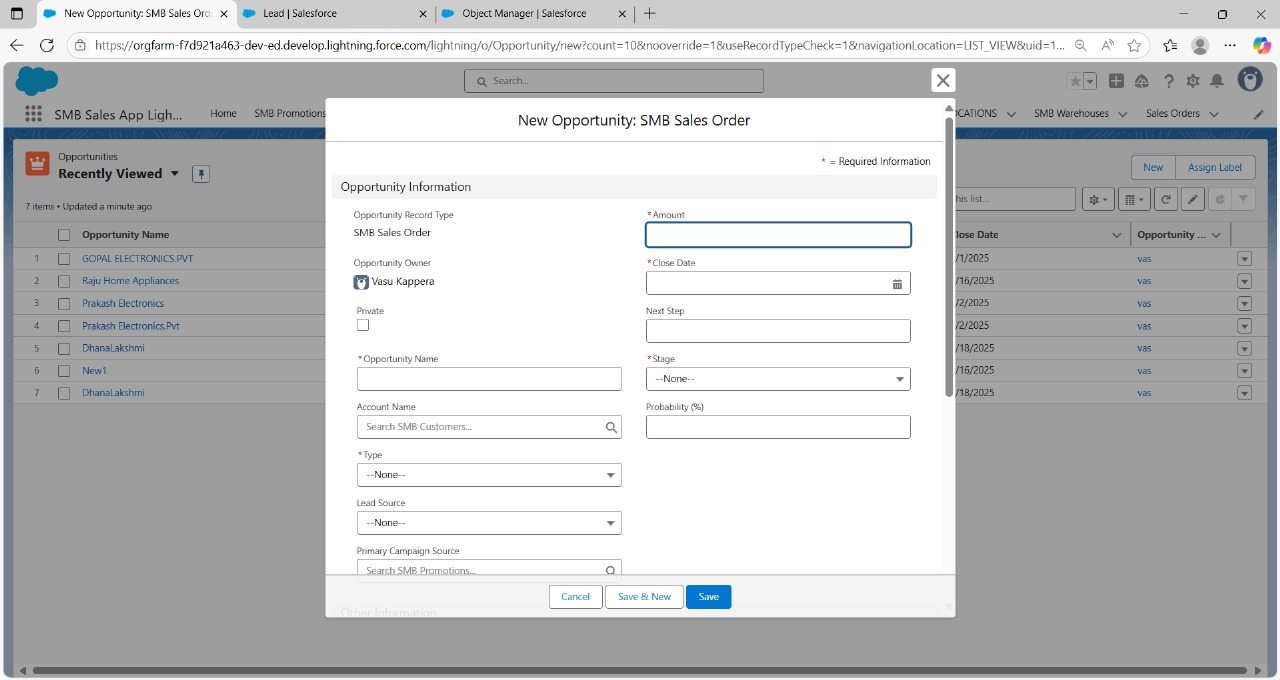 New Opportunity: SMB Sales Ord
Lead | Salesforce
Object Manager | Salesforce
https://orgfarm-f7d921a463-dev-ed.develop.lightning.force.com/lightning/o/Opportunity/new?count=10&nooverride=1&useRecordTypeCheck=1&navigationLocation=LIST_VIEW&uid=1...
Search...
SMB Sales App Ligh...
Home
SMB Promotions
CATIONS
SMB Warehouses
Sales Orders
Opportunities
Recently Viewed
New
Assign Label
7 items • Updated a minute ago
his list...
Opportunity Name
lose Date
Opportunity ...
1 GOPAL ELECTRONICS.PVT /1/2025 vas
2 Raju Home Appliances /16/2025 vas
3 Prakash Electronics /2/2025 vas
4 Prakash Electronics.Pvt /2/2025 vas
5 DhanaLakshmi /18/2025 vas
6 New1 /16/2025 vas
7 DhanaLakshmi /18/2025 vas
New Opportunity: SMB Sales Order
* = Required Information
Opportunity Information
Opportunity Record Type
SMB Sales Order
*Amount
Opportunity Owner
Vasu Kappera
*Close Date
Private
Next Step
*Opportunity Name
*Stage
--None--
Account Name
Search SMB Customers...
Probability (%)
*Type
--None--
Lead Source
--None--
Primary Campaign Source
Search SMB Promotions...
Other Information
Cancel
Save & New
Save